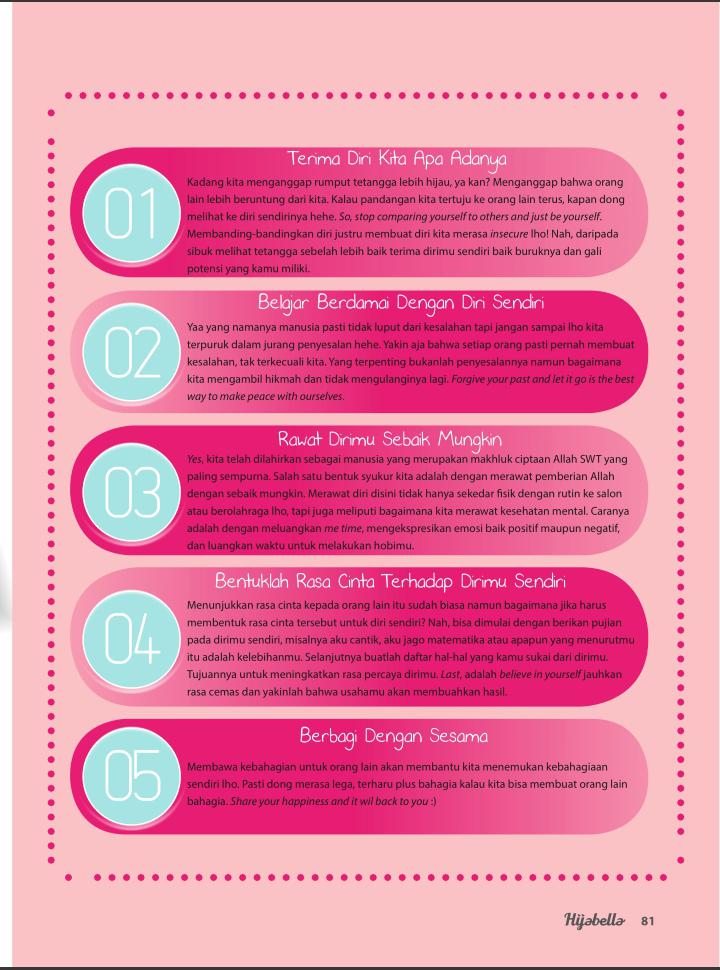 01
Terima Diri Kita Apa Adanya
Kadang kita menganggap rumput tetangga lebih hijau, ya kan? Menganggap bahwa orang
lain lebih beruntung dari kita. Kalau pandangan kita tertuju ke orang lain terus, kapan dong
melihat ke diri sendirinya hehe. So, stop comparing yourself to others and just be yourself.
Membanding-bandingkan diri justru membuat diri kita merasa insecure lho! Nah, daripada
sibuk melihat tetangga sebelah lebih baik terima dirimu sendiri baik buruknya dan gali
potensi yang kamu miliki.
02
Belajar Berdamai Dengan Diri Sendiri
Yaa yang namanya manusia pasti tidak luput dari kesalahan tapi jangan sampai lho kita
terpuruk dalam jurang penyesalan hehe. Yakin aja bahwa setiap orang pasti pernah membuat
kesalahan, tak terkecuali kita. Yang terpenting bukanlah penyesalannya namun bagaimana
kita mengambil hikmah dan tidak mengulanginya lagi. Forgive your past and let it go is the best
way to make peace with ourselves.
03
Rawat Dirimu Sebaik Mungkin
Yes, kita telah dilahirkan sebagai manusia yang merupakan makhluk ciptaan Allah SWT yang
paling sempurna. Salah satu bentuk syukur kita adalah dengan merawat pemberian Allah
dengan sebaik mungkin. Merawat diri disini tidak hanya sekedar fisik dengan rutin ke salon
atau berolahraga lho, tapi juga meliputi bagaimana kita merawat kesehatan mental. Caranya
adalah dengan meluangkan me time, mengekspresikan emosi baik positif maupun negatif,
dan luangkan waktu untuk melakukan hobimu.
04
Bentuklah Rasa Cinta Terhadap Dirimu Sendiri
Menunjukkan rasa cinta kepada orang lain itu sudah biasa namun bagaimana jika harus
membentuk rasa cinta tersebut untuk diri sendiri? Nah, bisa dimulai dengan berikan pujian
pada dirimu sendiri, misalnya aku cantik, aku jago matematika atau apapun yang menurutmu
itu adalah kelebihanmu. Selanjutnya buatlah daftar hal-hal yang kamu sukai dari dirimu.
Tujuannya untuk meningkatkan rasa percaya dirimu. Last, adalah believe in yourself jauhkan
rasa cemas dan yakinlah bahwa usahamu akan membuahkan hasil.
05
Berbagi Dengan Sesama
Membawa kebahagian untuk orang lain akan membantu kita menemukan kebahagiaan
sendiri lho. Pasti dong merasa lega, terharu plus bahagia kalau kita bisa membuat orang lain
bahagia. Share your happiness and it wil back to you :)
Hijabella 81